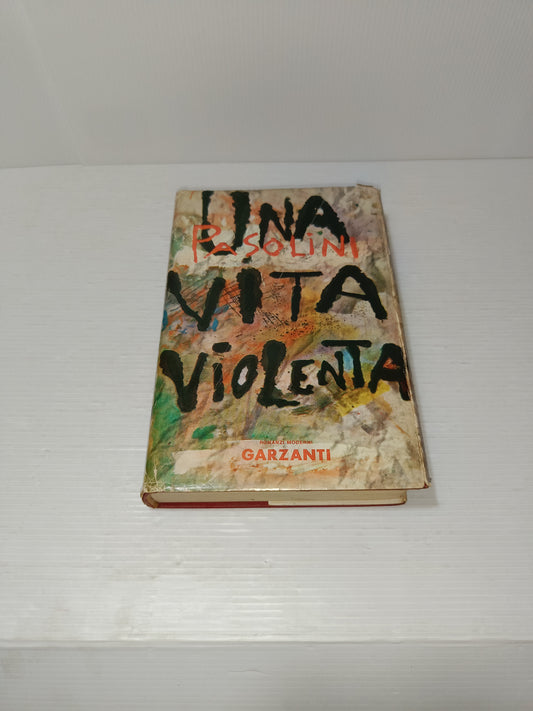 UNA
PASOLINI
VITA
VIOLENTA
ROMANZI MODERNI
GARZANTI